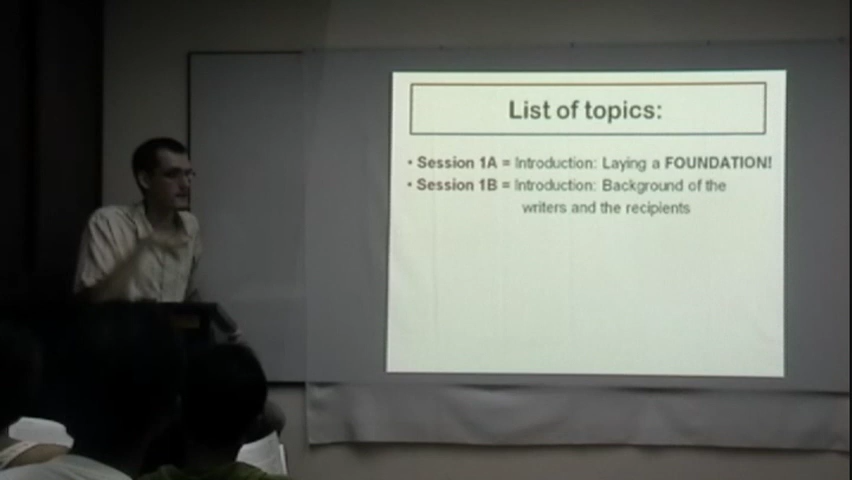 List of topics:
• Session 1A = Introduction: Laying a FOUNDATION!
• Session 1B = Introduction: Background of the
writers and the recipients